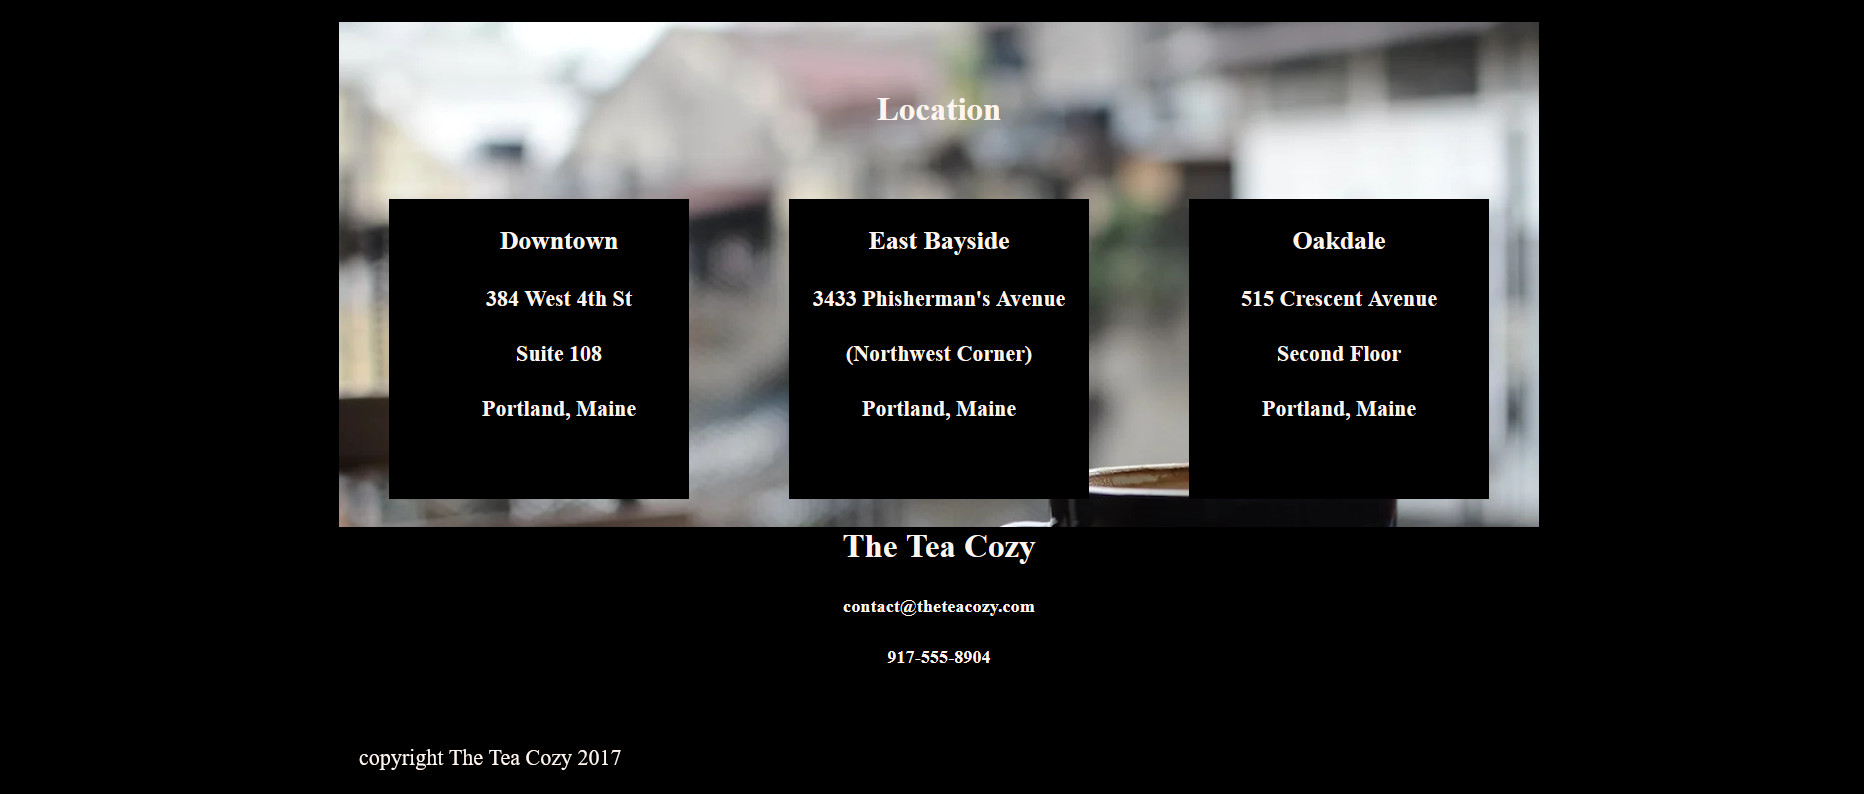 Location
Downtown
384 West 4th St
Suite 108
Portland, Maine
East Bayside
3433 Phisherman's Avenue
(Northwest Corner)
Portland, Maine
Oakdale
515 Crescent Avenue
Second Floor
Portland, Maine
The Tea Cozy
contact@theteacozy.com
917-555-8904
copyright The Tea Cozy 2017